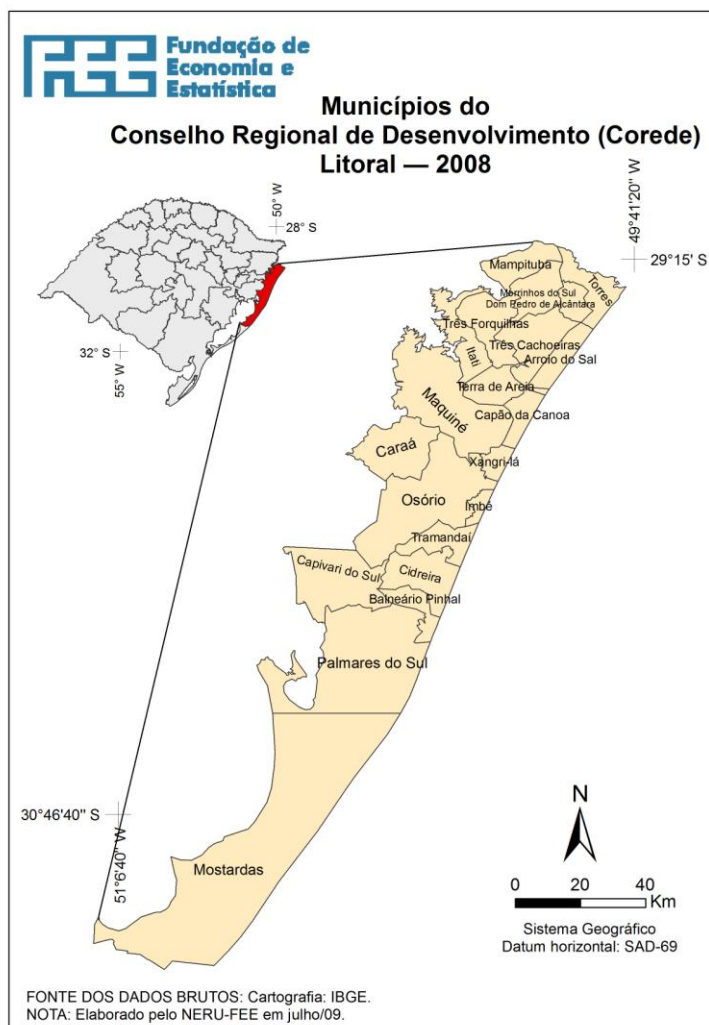 FEE Fundação de
Economia e
Estatística
Municípios do
Conselho Regional de Desenvolvimento (Corede)
Litoral — 2008
50° W
28° S
49°41'20" W
29°15' S
32° S
55° W
Mampituba
Torres
Morrinhos do Sul
Dom Pedro de Alcântara
Três Forquilhas
Três Cachoeiras
Itati
Arroio do Sal
Terra de Areia
Maquiné
Capão da Canoa
Caraá
Xangri-lá
Osório
Imbé
Tramandaí
Capivari do Sul
Cidreira
Balneário Pinhal
Palmares do Sul
30°46'40" S
51°6'40" W
Mostardas
N
0 20 40
Km
Sistema Geográfico
Datum horizontal: SAD-69
FONTE DOS DADOS BRUTOS: Cartografia: IBGE.
NOTA: Elaborado pelo NERU-FEE em julho/09.